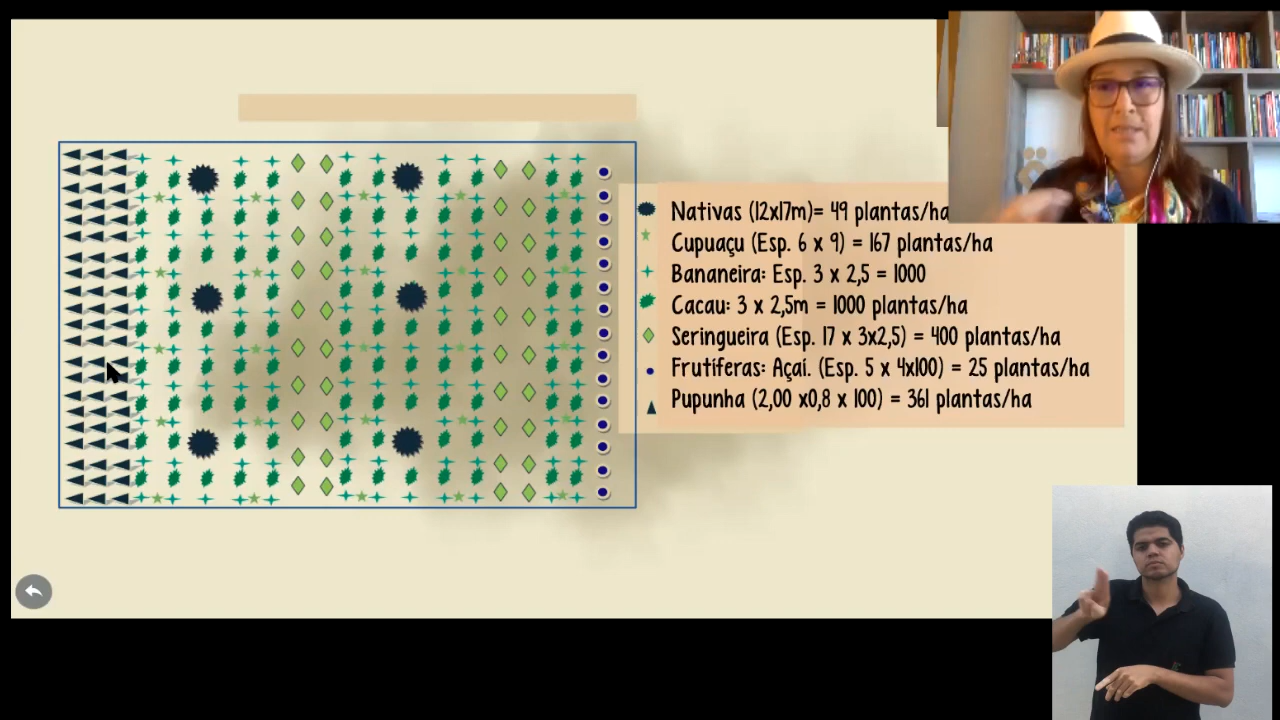 Nativas (12x17m)= 49 plantas/ha
Cupuaçu (Esp. 6 x 9) = 167 plantas/ha
Bananeira: Esp. 3 x 2,5 = 1000
Cacau: 3 x 2,5m = 1000 plantas/ha
Seringueira (Esp. 17 x 3x2,5) = 400 plantas/ha
Frutíferas: Açaí. (Esp. 5 x 4x100) = 25 plantas/ha
Pupunha (2,00 x0,8 x 100) = 361 plantas/ha